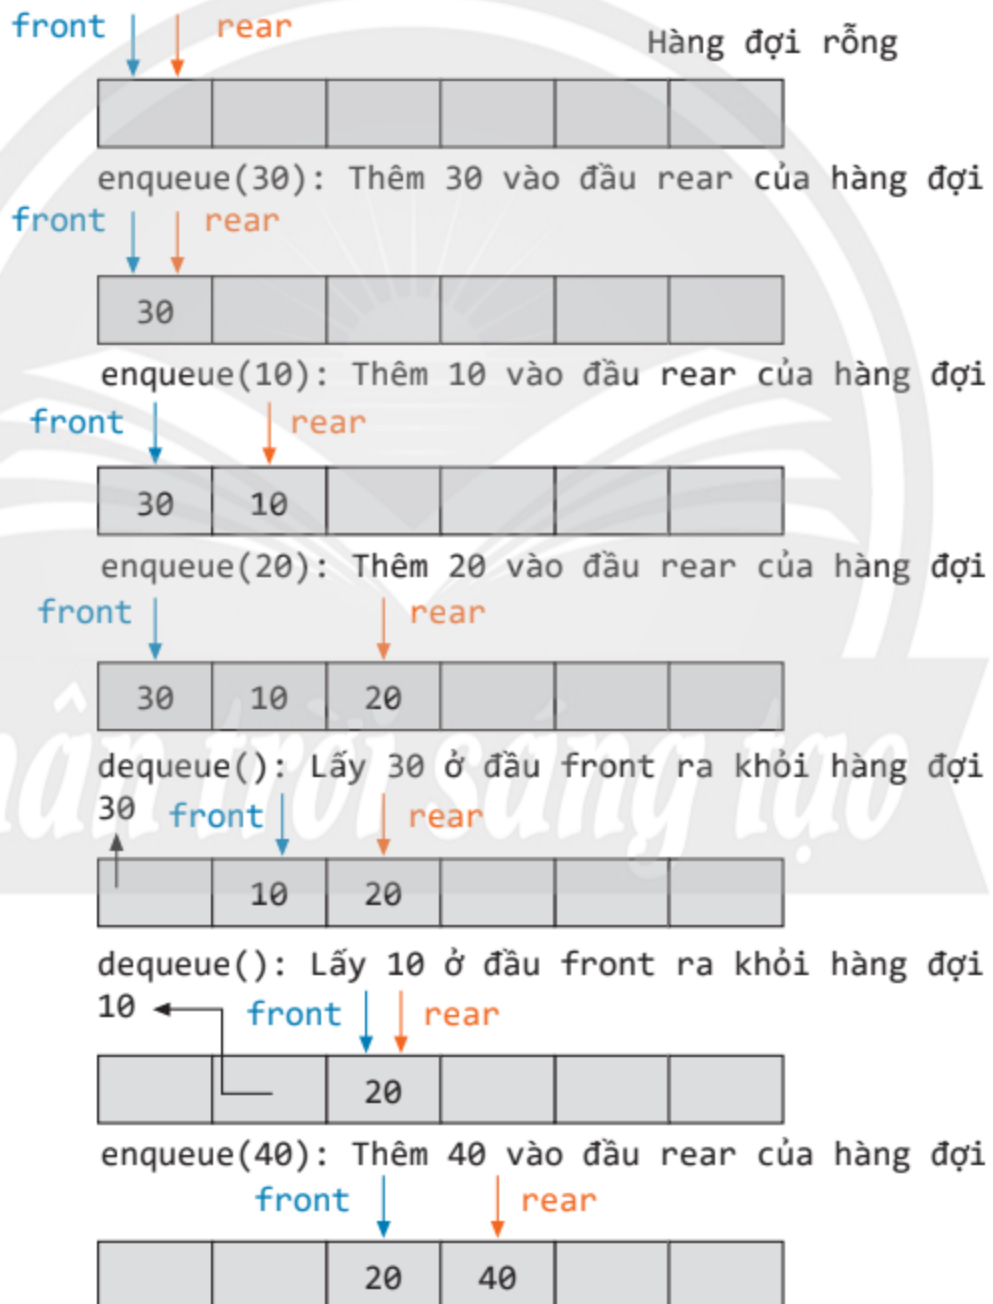 front rear Hàng đợi rỗng
enqueue(30): Thêm 30 vào đầu rear của hàng đợi
front rear
30
enqueue(10): Thêm 10 vào đầu rear của hàng đợi
front rear
30 10
enqueue(20): Thêm 20 vào đầu rear của hàng đợi
front rear
30 10 20
dequeue(): Lấy 30 ở đầu front ra khỏi hàng đợi
30 front rear
10 20
dequeue(): Lấy 10 ở đầu front ra khỏi hàng đợi
10 front rear
20
enqueue(40): Thêm 40 vào đầu rear của hàng đợi
front rear
20 40
ân trời sáng tạo